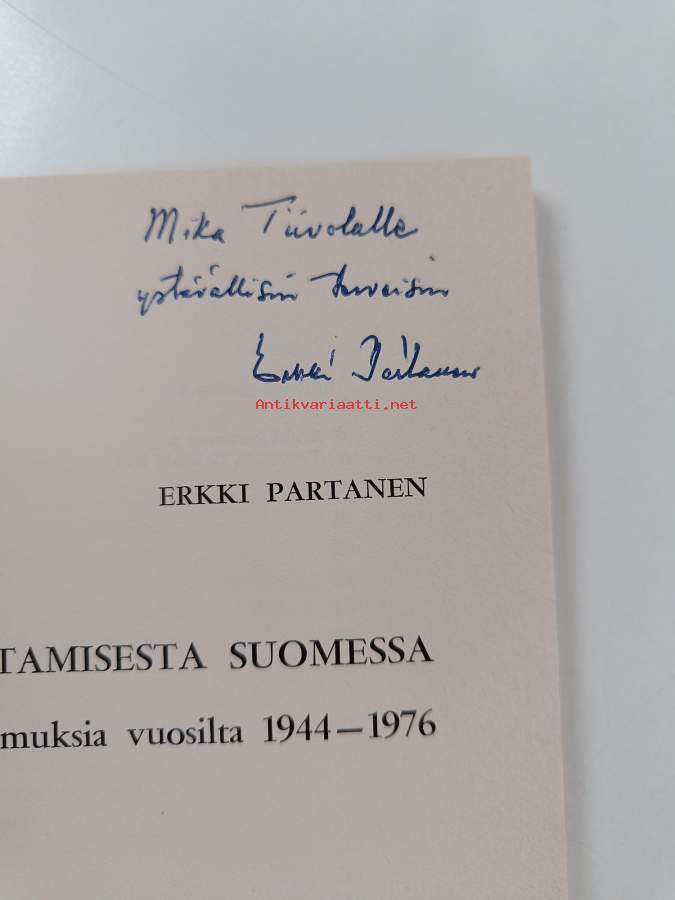 Mika Tiivolalle
ystävällisin terveisin
Erkki Partanen
Antikvariaatti.net
ERKKI PARTANEN
TAMISESTA SUOMESSA
muksia vuosilta 1944–1976